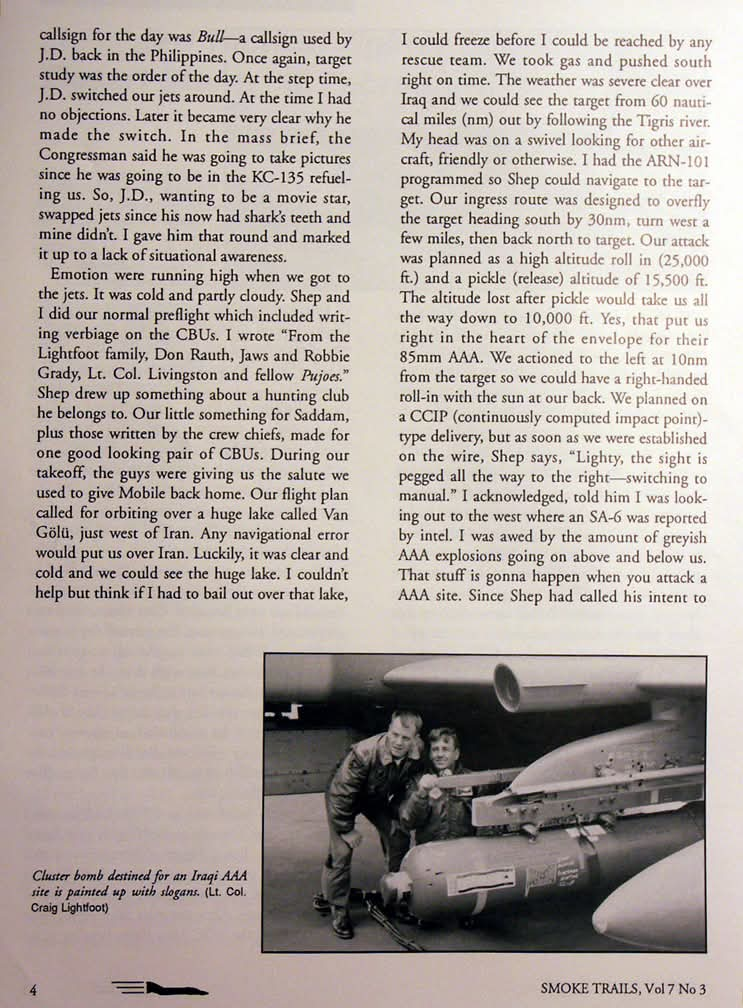 callsign for the day was Bull—a callsign used by
J.D. back in the Philippines. Once again, target
study was the order of the day. At the step time,
J.D. switched our jets around. At the time I had
no objections. Later it became very clear why he
made the switch. In the mass brief, the
Congressman said he was going to take pictures
since he was going to be in the KC-135 refuel-
ing us. So, J.D., wanting to be a movie star,
swapped jets since his now had shark's teeth and
mine didn't. I gave him that round and marked
it up to a lack of situational awareness.
Emotion were running high when we got to
the jets. It was cold and partly cloudy. Shep and
I did our normal preflight which included writ-
ing verbiage on the CBUs. I wrote "From the
Lightfoot family, Don Rauth, Jaws and Robbie
Grady, Lt. Col. Livingston and fellow Pujoes."
Shep drew up something about a hunting club
he belongs to. Our little something for Saddam,
plus those written by the crew chiefs, made for
one good looking pair of CBUs. During our
takeoff, the guys were giving us the salute we
used to give Mobile back home. Our flight plan
called for orbiting over a huge lake called Van
Gölü, just west of Iran. Any navigational error
would put us over Iran. Luckily, it was clear and
cold and we could see the huge lake. I couldn't
help but think if I had to bail out over that lake,
I could freeze before I could be reached by any
rescue team. We took gas and pushed south
right on time. The weather was severe clear over
Iraq and we could see the target from 60 nauti-
cal miles (nm) out by following the Tigris river.
My head was on a swivel looking for other air-
craft, friendly or otherwise. I had the ARN-101
programmed so Shep could navigate to the tar-
get. Our ingress route was designed to overfly
the target heading south by 30nm, turn west a
few miles, then back north to target. Our attack
was planned as a high altitude roll in (25,000
ft.) and a pickle (release) altitude of 15,500 ft.
The altitude lost after pickle would take us all
the way down to 10,000 ft. Yes, that put us
right in the heart of the envelope for their
85mm AAA. We actioned to the left at 10nm
from the target so we could have a right-handed
roll-in with the sun at our back. We planned on
a CCIP (continuously computed impact point)-
type delivery, but as soon as we were established
on the wire, Shep says, "Lighty, the sight is
pegged all the way to the right—switching to
manual." I acknowledged, told him I was look-
ing out to the west where an SA-6 was reported
by intel. I was awed by the amount of greyish
AAA explosions going on above and below us.
That stuff is gonna happen when you attack a
AAA site. Since Shep had called his intent to
Cluster bomb destined for an Iraqi AAA
site is painted up with slogans. (Lt. Col.
Craig Lightfoot)
4
SMOKE TRAILS, Vol 7 No 3